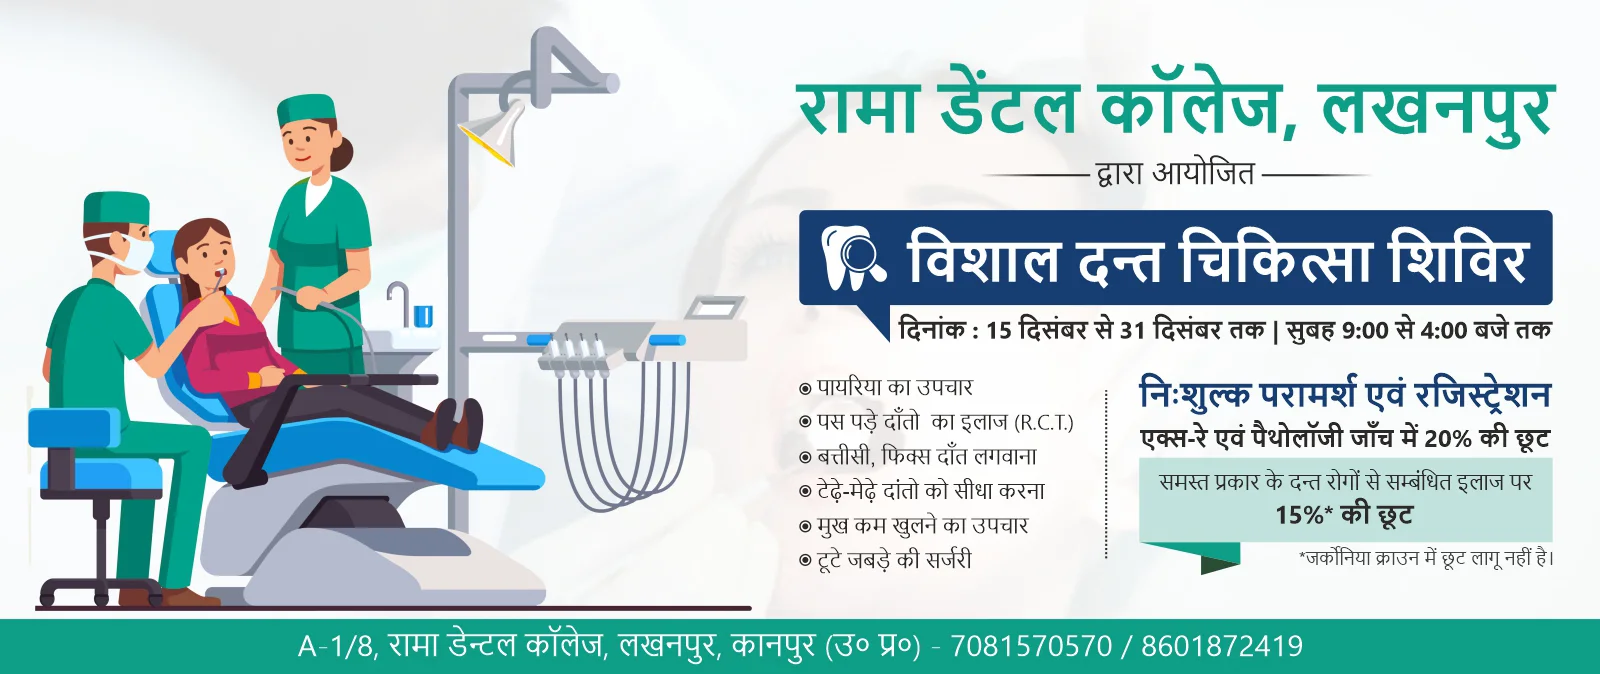 रामा डेंटल कॉलेज, लखनपुर
द्वारा आयोजित
विशाल दन्त चिकित्सा शिविर
दिनांक : 15 दिसंबर से 31 दिसंबर तक | सुबह 9:00 से 4:00 बजे तक
पायरिया का उपचार
पस पड़े दाँतो का इलाज (R.C.T.)
बत्तीसी, फिक्स दाँत लगवाना
टेढ़े-मेढ़े दांतो को सीधा करना
मुख कम खुलने का उपचार
टूटे जबड़े की सर्जरी
निःशुल्क परामर्श एवं रजिस्ट्रेशन
एक्स-रे एवं पैथोलॉजी जाँच में 20% की छूट
समस्त प्रकार के दन्त रोगों से सम्बंधित इलाज पर
15%* की छूट
*जर्कोनिया क्राउन में छूट लागू नहीं है।
A-1/8, रामा डेन्टल कॉलेज, लखनपुर, कानपुर (उ० प्र०) - 7081570570 / 8601872419